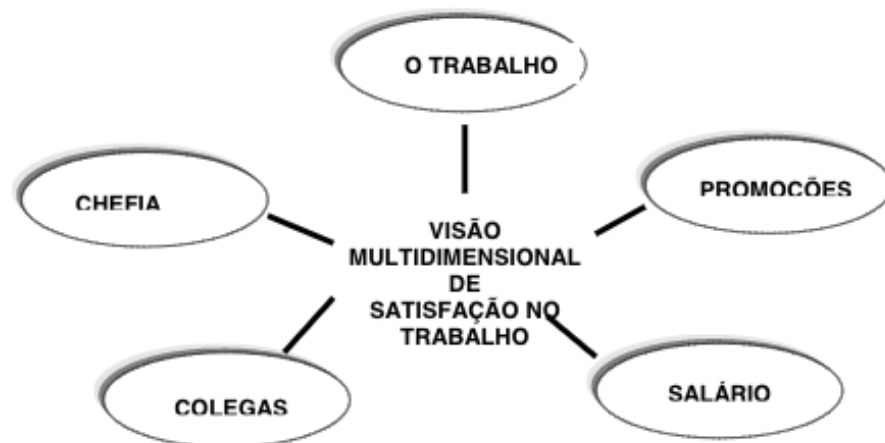 O TRABALHO
CHEFIA
PROMOCÕES
VISÃO
MULTIDIMENSIONAL
DE
SATISFAÇÃO NO
TRABALHO
COLEGAS
SALÁRIO